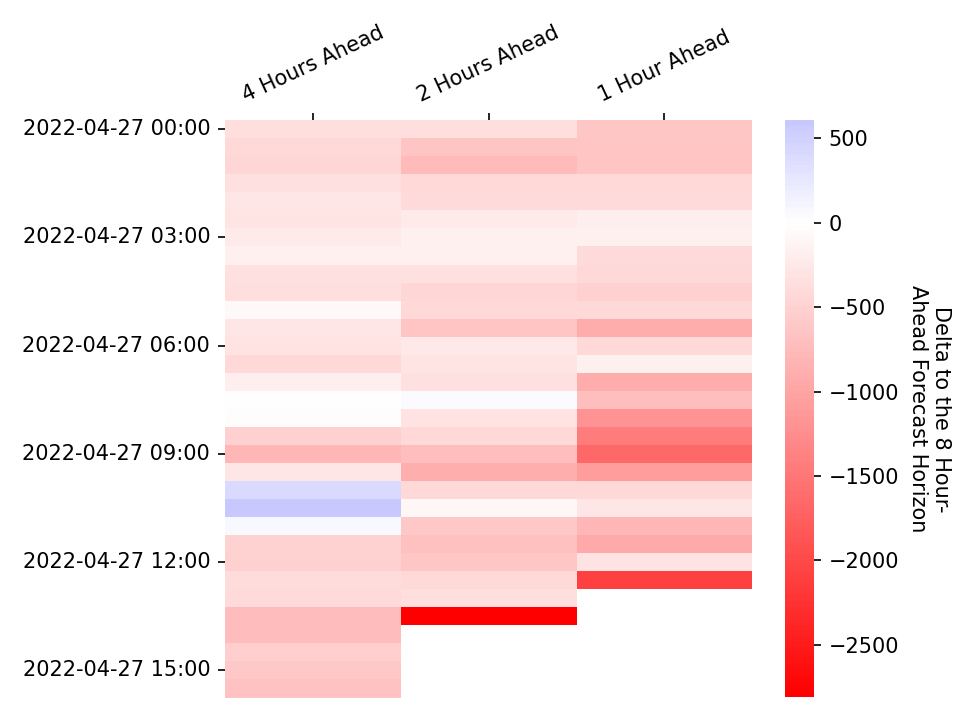 4 Hours Ahead
2 Hours Ahead
1 Hour Ahead
2022-04-27 00:00
2022-04-27 03:00
2022-04-27 06:00
2022-04-27 09:00
2022-04-27 12:00
2022-04-27 15:00
500
0
−500
−1000
−1500
−2000
−2500
Delta to the 8 Hour-
Ahead Forecast Horizon